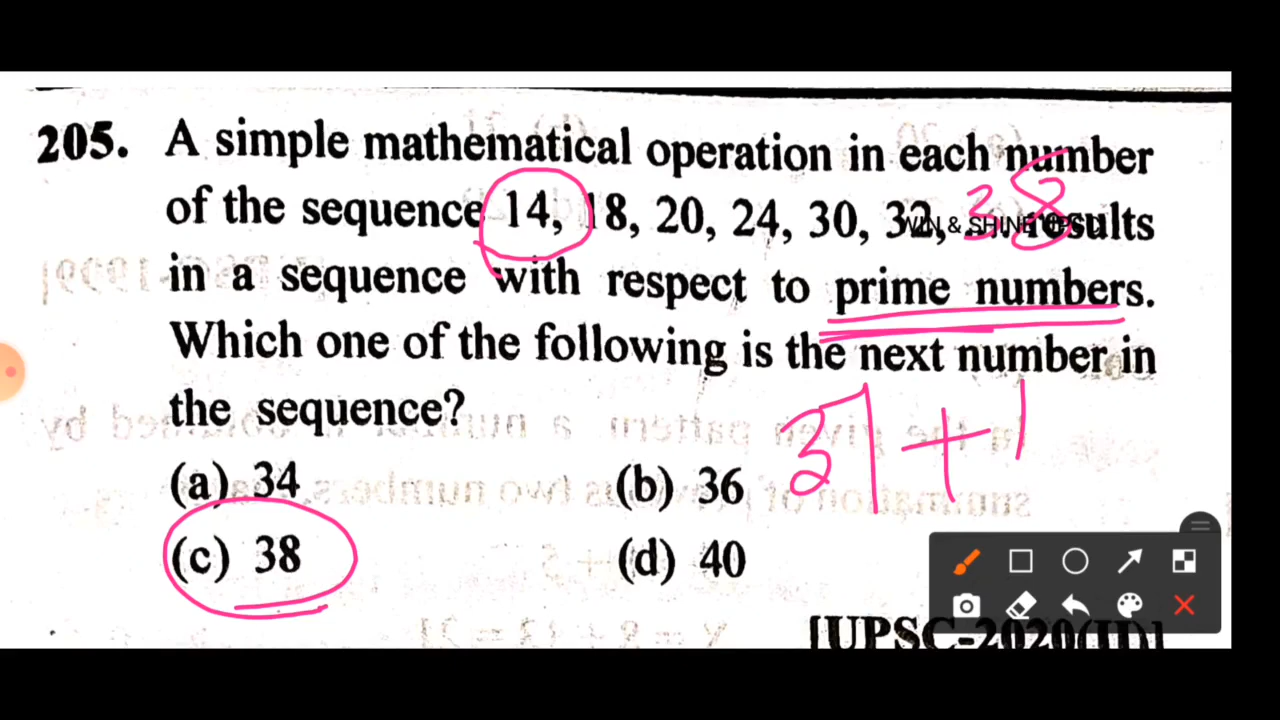 205. A simple mathematical operation in each number
of the sequence 14, 18, 20, 24, 30, 32, ... results
38
WIN & SHINE
in a sequence with respect to prime numbers.
Which one of the following is the next number in
the sequence?
37 + 1
(a) 34 (b) 36
(c) 38 (d) 40
[UPSC-2020(II)]